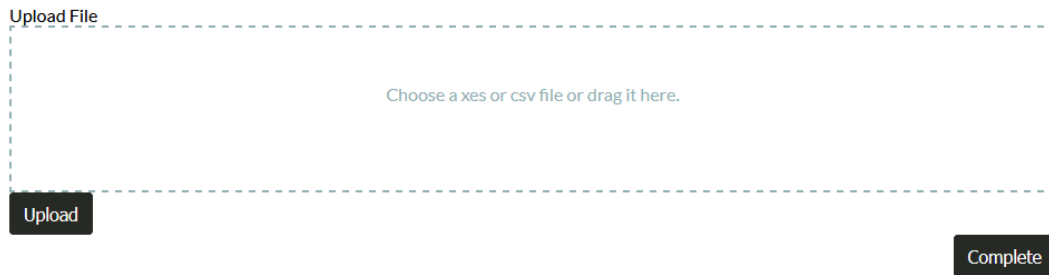 Upload File
Choose a xes or csv file or drag it here.
Upload
Complete